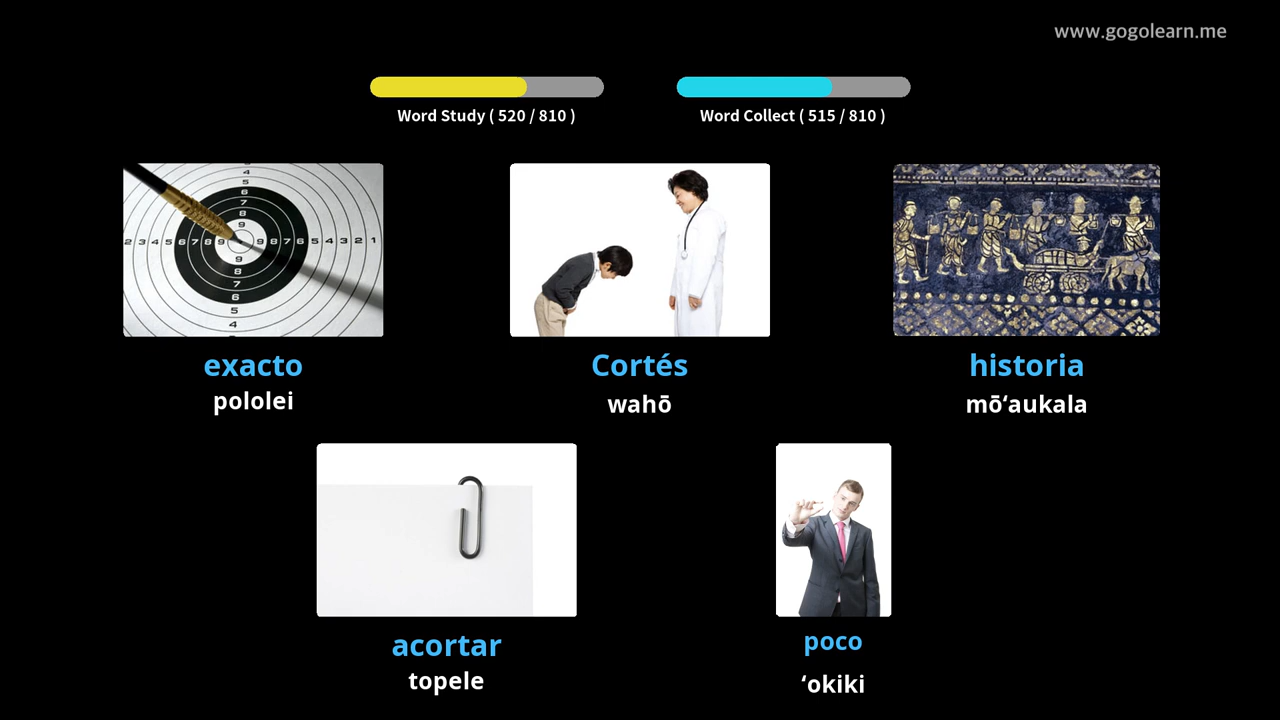 www.gogolearn.me
Word Study ( 520 / 810 )
Word Collect ( 515 / 810 )
exacto
pololei
Cortés
wahō
historia
mōʻaukala
acortar
topele
poco
ʻokiki